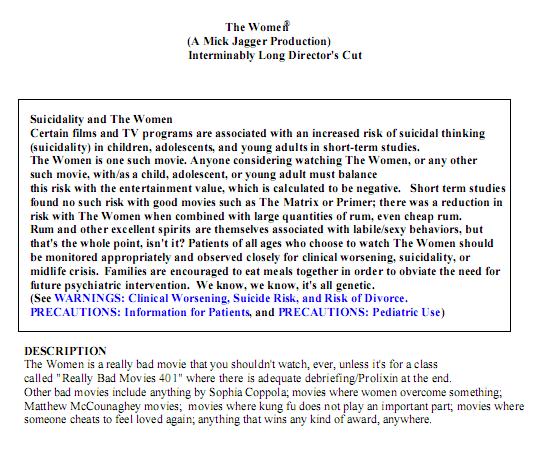 The Women®
(A Mick Jagger Production)
Interminably Long Director's Cut
Suicidality and The Women
Certain films and TV programs are associated with an increased risk of suicidal thinking
(suicidality) in children, adolescents, and young adults in short-term studies.
The Women is one such movie. Anyone considering watching The Women, or any other
such movie, with/as a child, adolescent, or young adult must balance
this risk with the entertainment value, which is calculated to be negative. Short term studies
found no such risk with good movies such as The Matrix or Primer; there was a reduction in
risk with The Women when combined with large quantities of rum, even cheap rum.
Rum and other excellent spirits are themselves associated with labile/sexy behaviors, but
that's the whole point, isn't it? Patients of all ages who choose to watch The Women should
be monitored appropriately and observed closely for clinical worsening, suicidality, or
midlife crisis. Families are encouraged to eat meals together in order to obviate the need for
future psychiatric intervention. We know, we know, it's all genetic.
(See WARNINGS: Clinical Worsening, Suicide Risk, and Risk of Divorce.
PRECAUTIONS: Information for Patients, and PRECAUTIONS: Pediatric Use)
DESCRIPTION
The Women is a really bad movie that you shouldn't watch, ever, unless it's for a class
called "Really Bad Movies 401" where there is adequate debriefing/Prolixin at the end.
Other bad movies include anything by Sophia Coppola; movies where women overcome something;
Matthew McCounaghey movies; movies where kung fu does not play an important part; movies where
someone cheats to feel loved again; anything that wins any kind of award, anywhere.